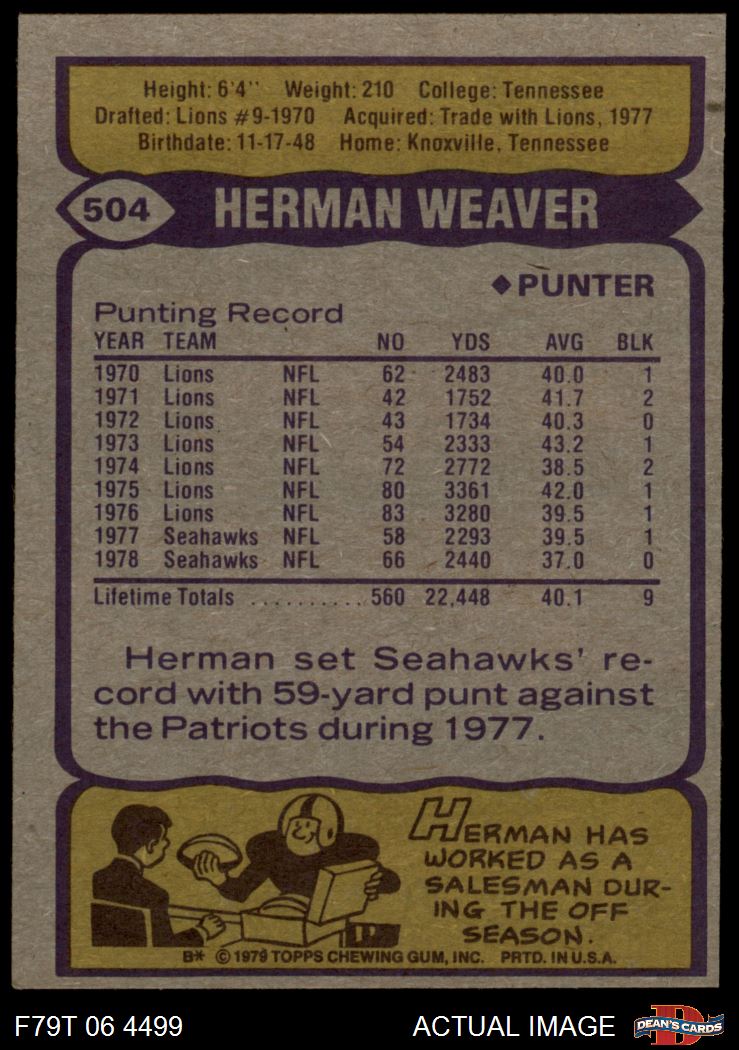 Height: 6'4'' Weight: 210 College: Tennessee
Drafted: Lions #9-1970 Acquired: Trade with Lions, 1977
Birthdate: 11-17-48 Home: Knoxville, Tennessee
504 HERMAN WEAVER
◆PUNTER
Punting Record
YEAR TEAM NO YDS AVG BLK
1970 Lions NFL 62 2483 40.0 1
1971 Lions NFL 42 1752 41.7 2
1972 Lions NFL 43 1734 40.3 0
1973 Lions NFL 54 2333 43.2 1
1974 Lions NFL 72 2772 38.5 2
1975 Lions NFL 80 3361 42.0 1
1976 Lions NFL 83 3280 39.5 1
1977 Seahawks NFL 58 2293 39.5 1
1978 Seahawks NFL 66 2440 37.0 0
Lifetime Totals .......... 560 22,448 40.1 9
Herman set Seahawks' re-
cord with 59-yard punt against
the Patriots during 1977.
HERMAN HAS
WORKED AS A
SALESMAN DUR-
ING THE OFF
SEASON.
B* © 1979 TOPPS CHEWING GUM, INC. PRTD. IN U.S.A.
F79T 06 4499 ACTUAL IMAGE D DEAN'S CARDS